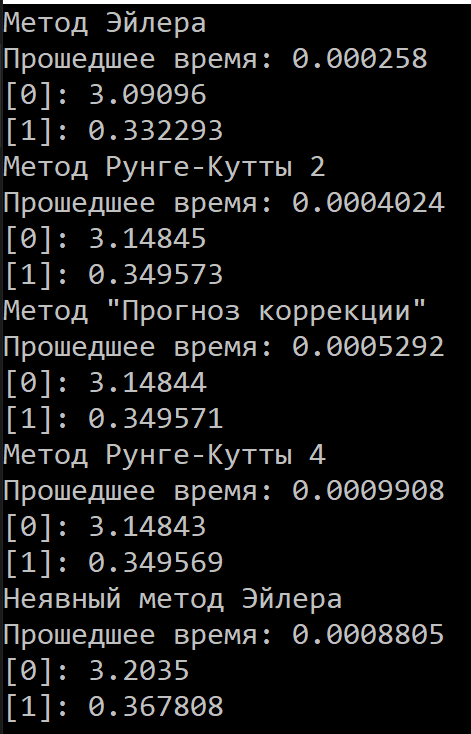 Метод Эйлера
Прошедшее время: 0.000258
[0]: 3.09096
[1]: 0.332293
Метод Рунге-Кутты 2
Прошедшее время: 0.0004024
[0]: 3.14845
[1]: 0.349573
Метод "Прогноз коррекции"
Прошедшее время: 0.0005292
[0]: 3.14844
[1]: 0.349571
Метод Рунге-Кутты 4
Прошедшее время: 0.0009908
[0]: 3.14843
[1]: 0.349569
Неявный метод Эйлера
Прошедшее время: 0.0008805
[0]: 3.2035
[1]: 0.367808